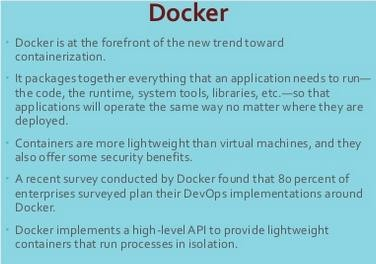 Docker
• Docker is at the forefront of the new trend toward
containerization.
• It packages together everything that an application needs to run—
the code, the runtime, system tools, libraries, etc.—so that
applications will operate the same way no matter where they are
deployed.
• Containers are more lightweight than virtual machines, and they
also offer some security benefits.
• A recent survey conducted by Docker found that 80 percent of
enterprises surveyed plan their DevOps implementations around
Docker.
• Docker implements a high-level API to provide lightweight
containers that run processes in isolation.